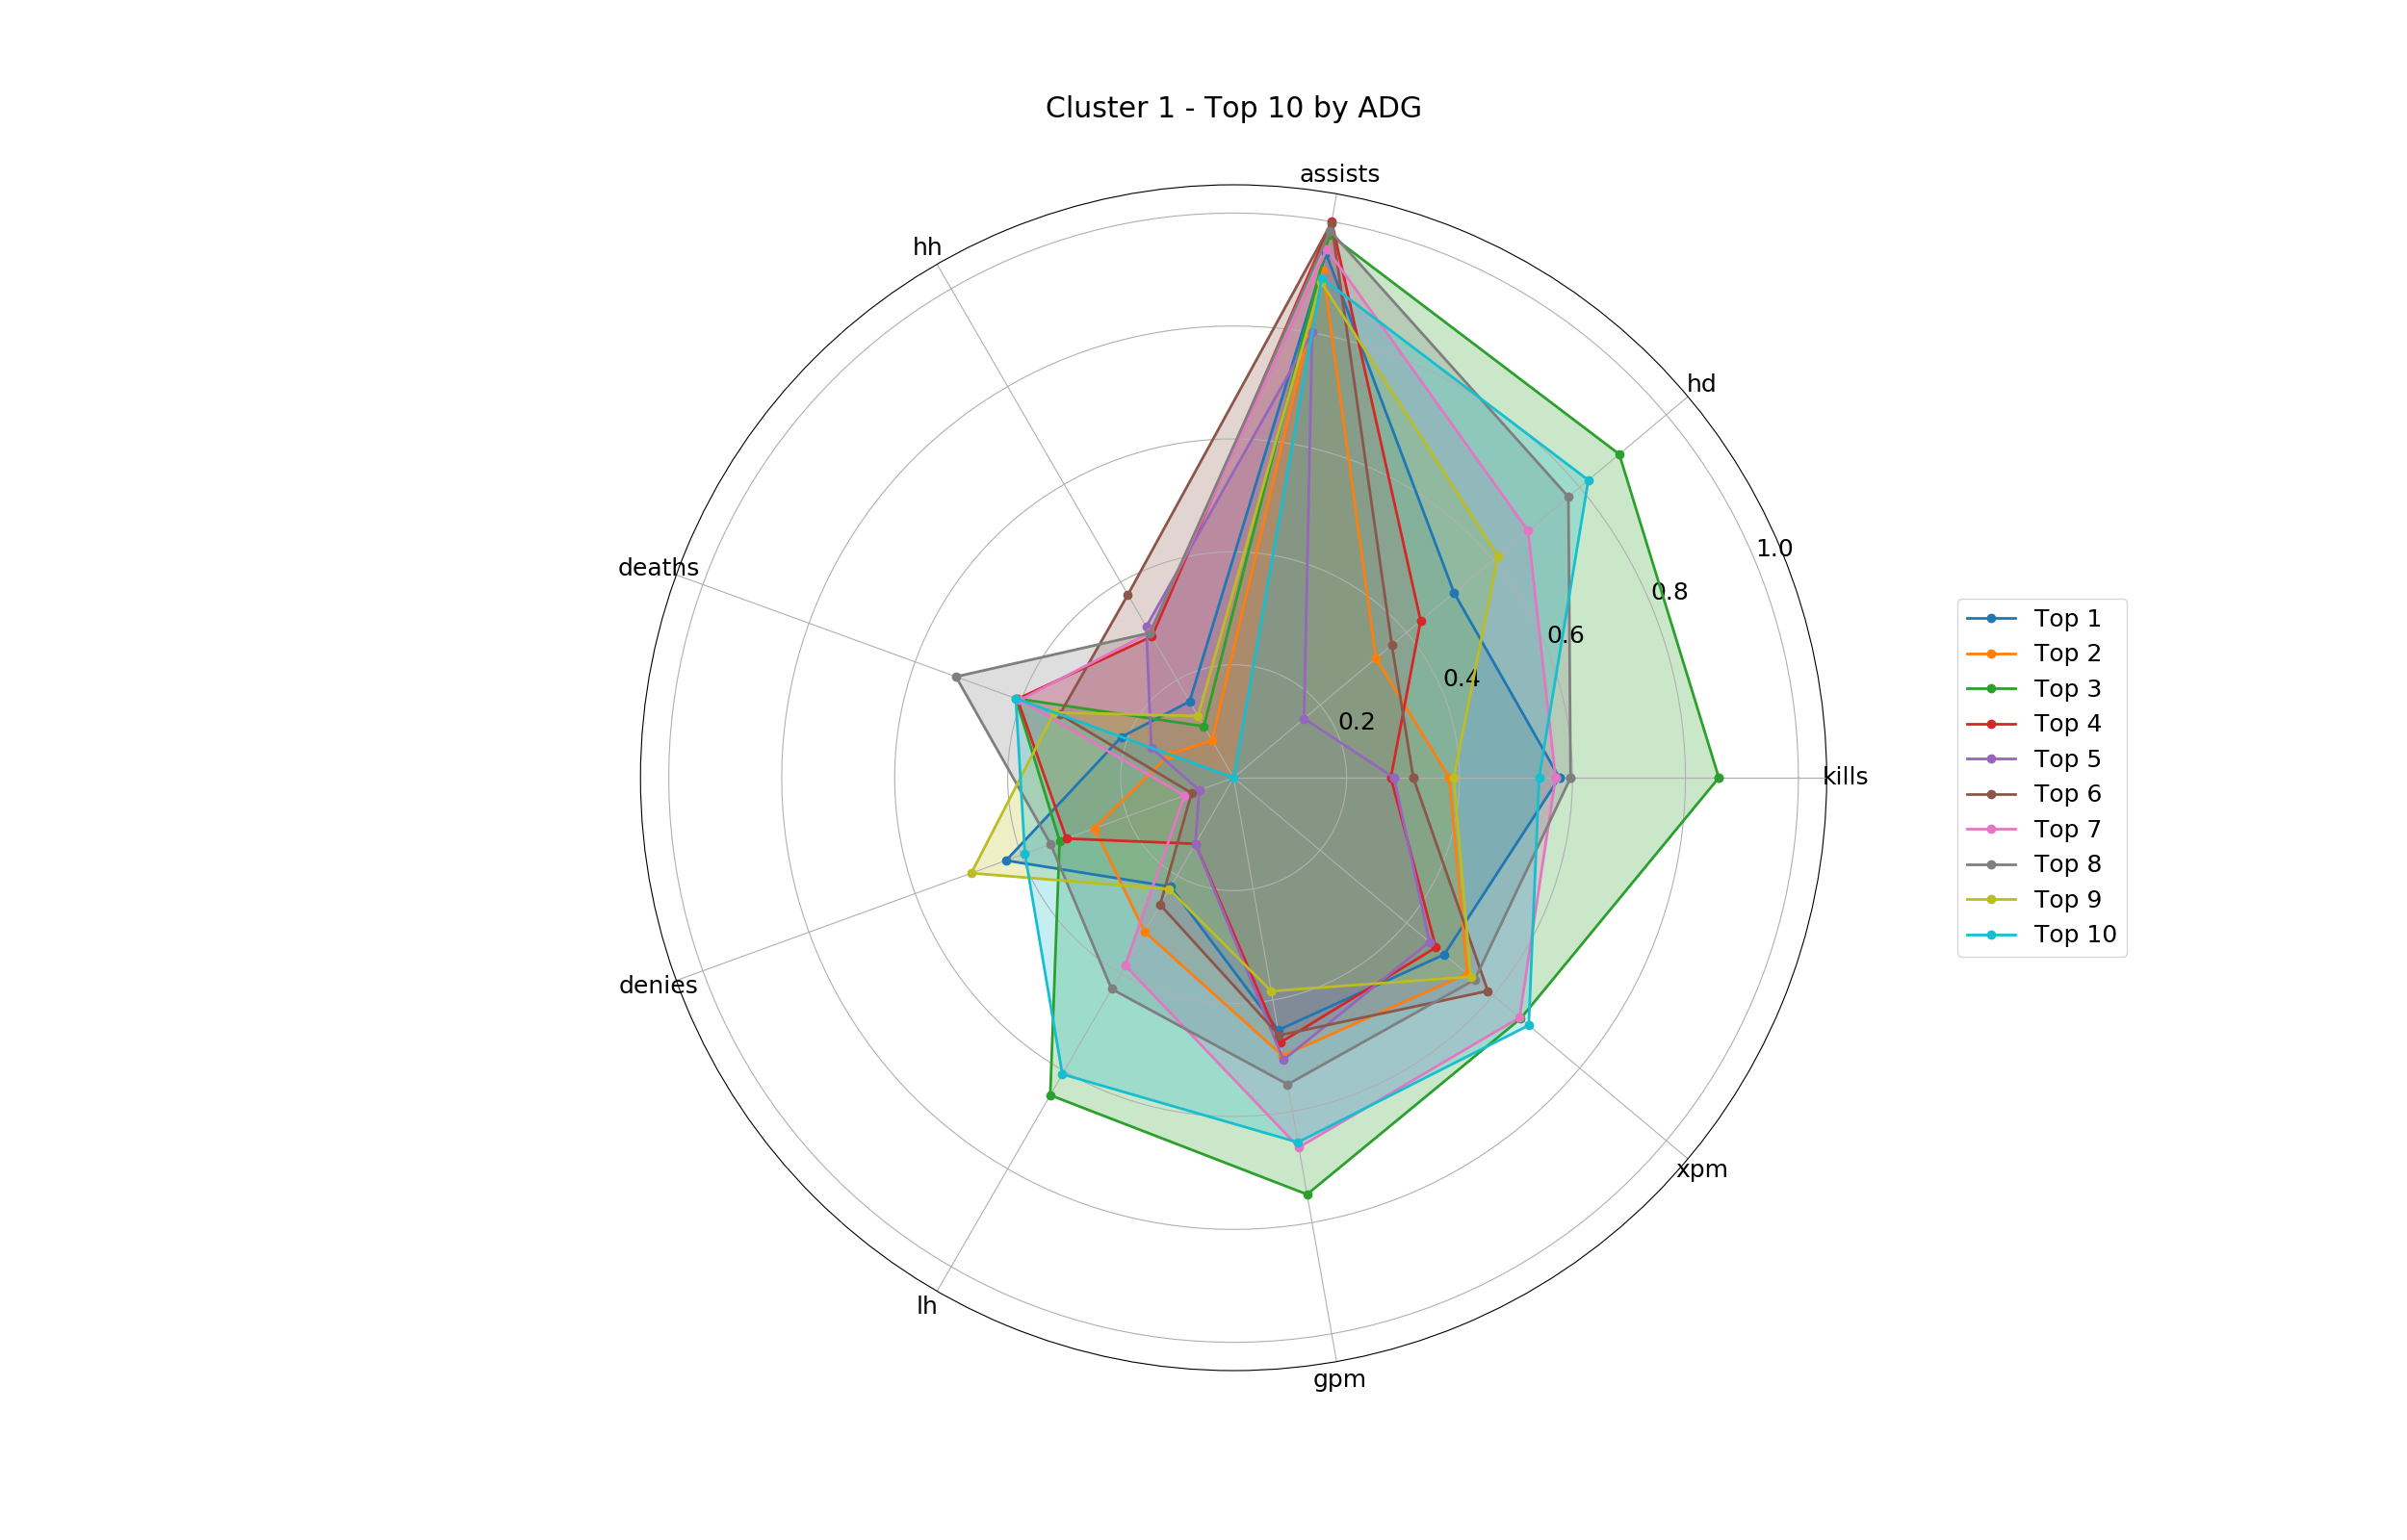 Cluster 1 - Top 10 by ADG
assists
hh
hd
deaths
1.0
0.8
0.6
0.4
0.2
kills
denies
xpm
lh
gpm
Top 1
Top 2
Top 3
Top 4
Top 5
Top 6
Top 7
Top 8
Top 9
Top 10